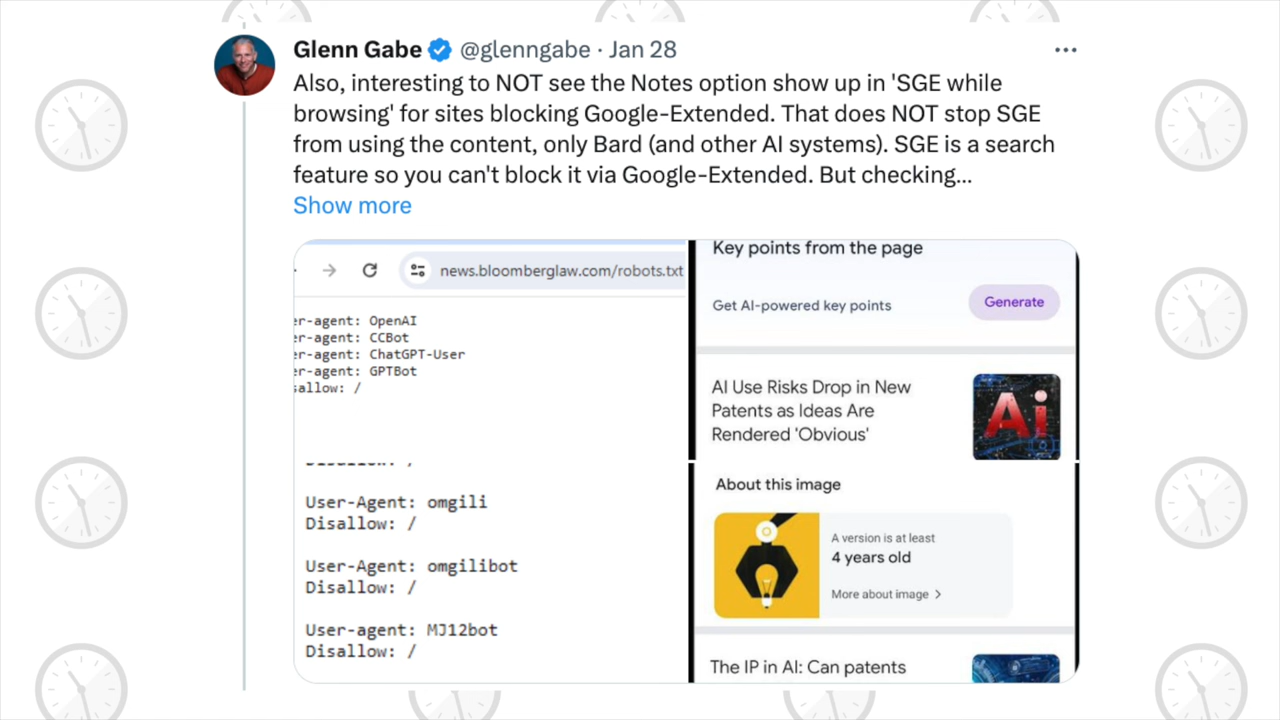 Glenn Gabe @glenngabe · Jan 28
Also, interesting to NOT see the Notes option show up in 'SGE while
browsing' for sites blocking Google-Extended. That does NOT stop SGE
from using the content, only Bard (and other AI systems). SGE is a search
feature so you can't block it via Google-Extended. But checking...
Show more
news.bloomberglaw.com/robots.txt
er-agent: OpenAI
er-agent: CCBot
er-agent: ChatGPT-User
er-agent: GPTBot
sallow: /
Disallow: /
User-Agent: omgili
Disallow: /
User-Agent: omgilibot
Disallow: /
User-agent: MJ12bot
Disallow: /
Key points from the page
Get AI-powered key points
Generate
AI Use Risks Drop in New
Patents as Ideas Are
Rendered 'Obvious'
Ai
About this image
A version is at least
4 years old
More about image >
The IP in AI: Can patents